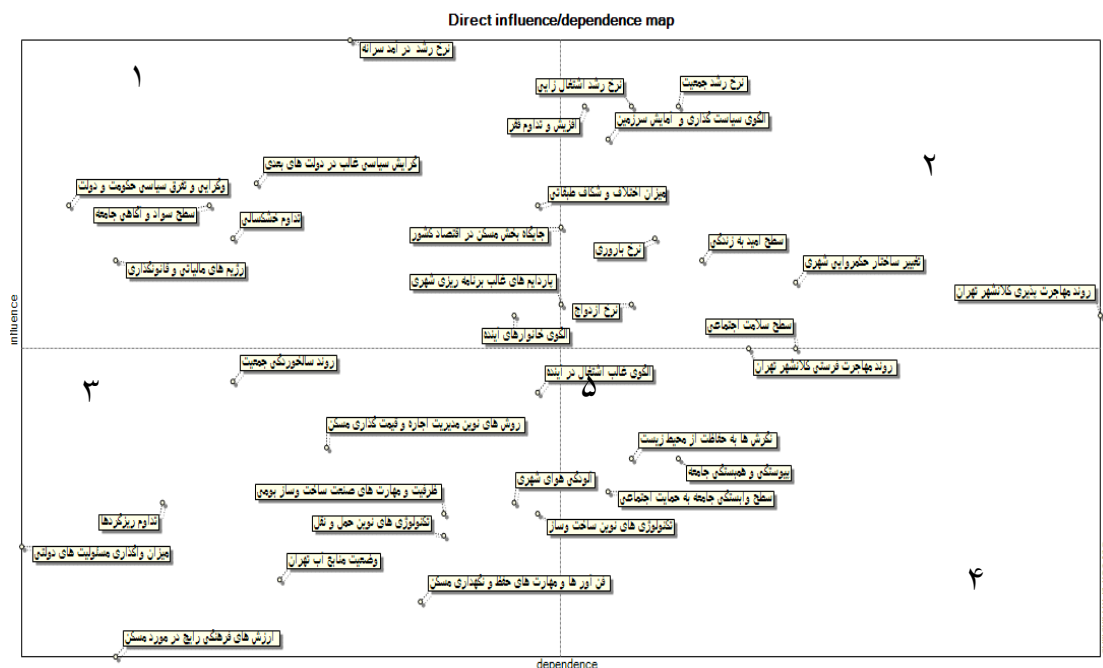 Direct influence/dependence map
نرخ رشد در آمد سرانه
۱
نرخ رشد اشتغال زایی
نرخ رشد جمعیت
افزیش و تداوم فقر
الگوی سیاست گذاری و آمایش سرزمین
۲
گرایش سیاسی غالب در دولت های بعدی
وگرایی و تفرق سیاسی حکومت و دولت
میزان اختلاف و شکاف طبقاتی
سطح سواد و آگاهی جامعه
تداوم خشکسالی
جایگاه بخش مسکن در اقتصاد کشور
نرخ باروری
سطح امید به زندگی
رژیم های مالیاتی و قانونگذاری
تغییر ساختار حکمروایی شهری
پاردایم های غالب برنامه ریزی شهری
روند مهاجرت پذیری کلانشهر تهران
نرخ ازدواج
سطح سلامت اجتماعی
الگوی خانوارهای آینده
influence
روند سالخوردگی جمعیت
روند مهاجرت فرستی کلانشهر تهران
الگوی غالب اشتغال در آینده
۳
۵
روش های نوین مدیریت اجاره و قیمت گذاری مسکن
نگرش ها به حفاظت از محیط زیست
پیوستگی و همبستگی جامعه
آلودگی هوای شهری
ظرفیت و مهارت های صنعت ساخت وساز بومی
سطح وابستگی جامعه به حمایت اجتماعی
تداوم ریزگردها
تکنولوژی های نوین حمل و نقل
تکنولوژی های نوین ساخت وساز
میزان واگذاری مسئولیت های دولتی
وضعیت منابع آب تهران
۴
فن آور ها و مهارت های حفظ و نگهداری مسکن
ارزش های فرهنگی رایج در مورد مسکن
dependence